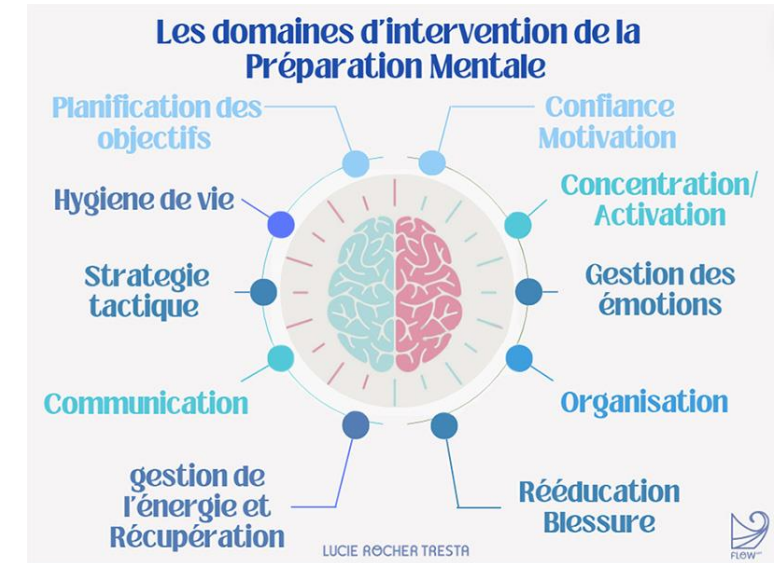 Les domaines d'intervention de la
Préparation Mentale
Planification des
objectifs
Confiance
Motivation
Hygiene de vie
Concentration/
Activation
Strategie
tactique
Gestion des
émotions
Communication
Organisation
gestion de
l'énergie et
Récupération
Rééducation
Blessure
LUCIE ROCHER TRESTA
FLOW